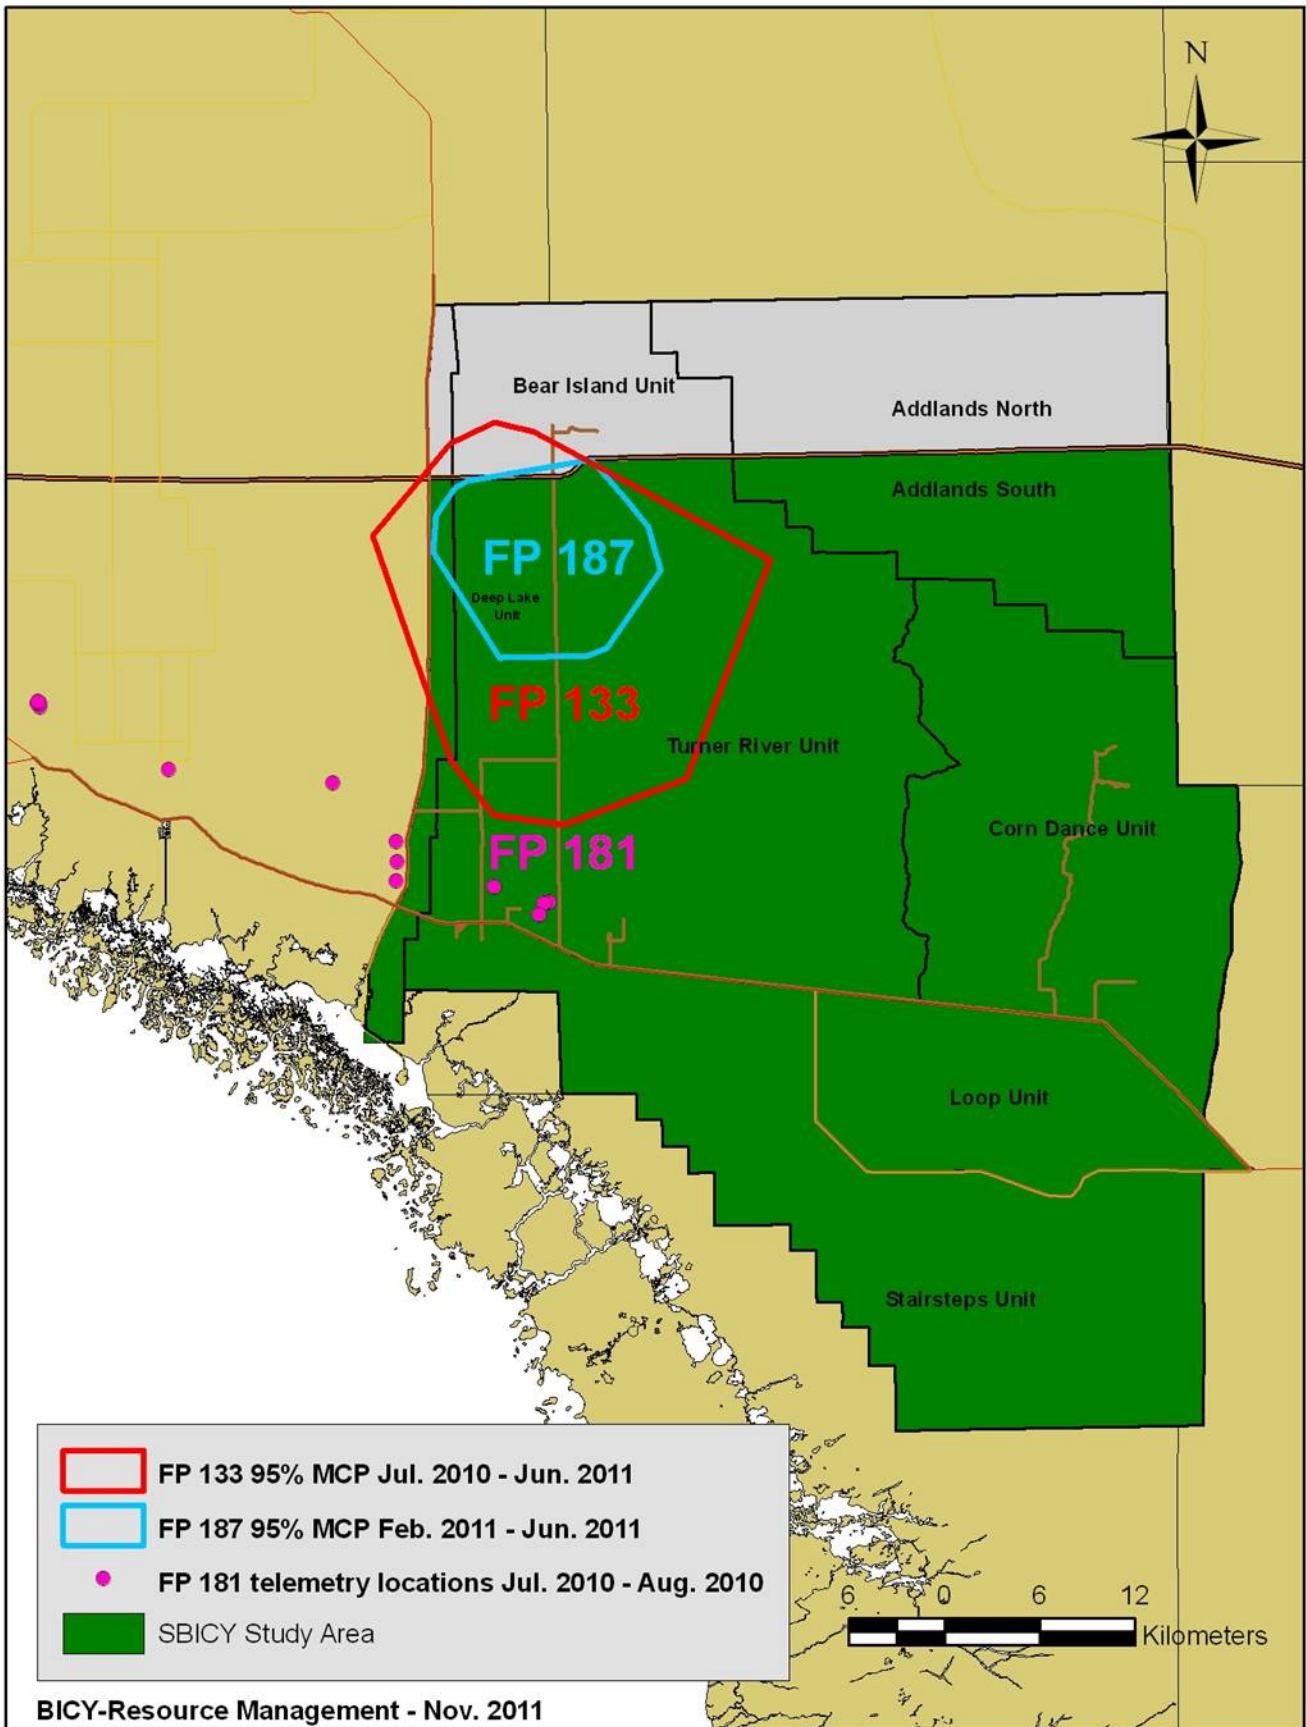 N
Bear Island Unit
Addlands North
Addlands South
FP 187
Deep Lake
Unit
FP 133
Turner River Unit
Corn Dance Unit
FP 181
Loop Unit
Stairsteps Unit
FP 133 95% MCP Jul. 2010 - Jun. 2011
FP 187 95% MCP Feb. 2011 - Jun. 2011
FP 181 telemetry locations Jul. 2010 - Aug. 2010
SBICY Study Area
6 0 6 12
Kilometers
BICY-Resource Management - Nov. 2011